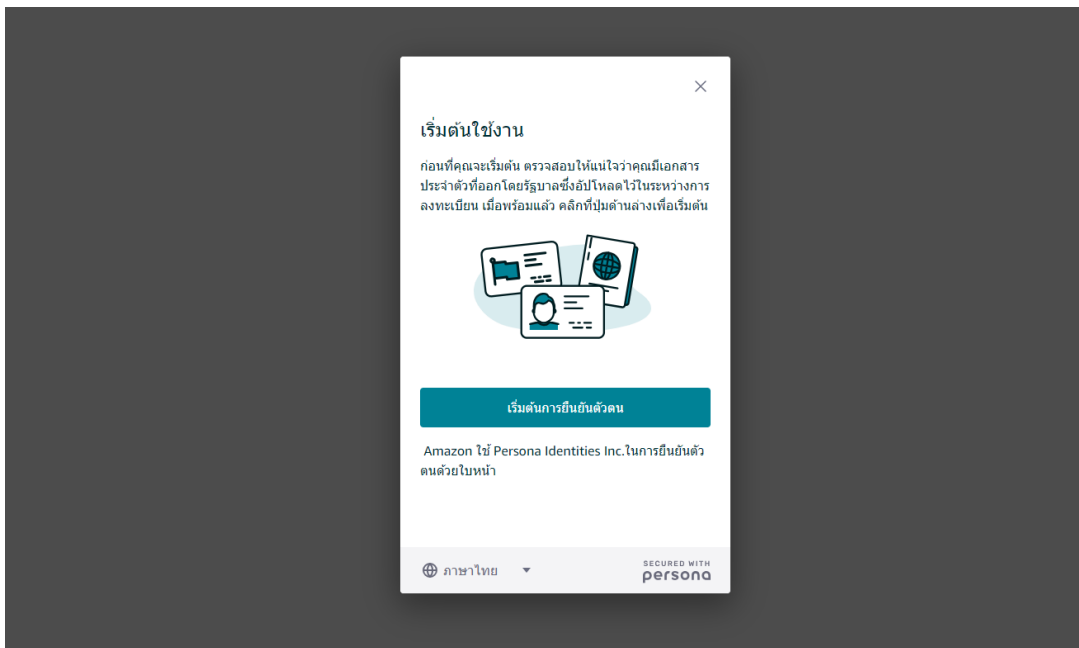 เริ่มต้นใช้งาน
ก่อนที่คุณจะเริ่มต้น ตรวจสอบให้แน่ใจว่าคุณมีเอกสาร
ประจำตัวที่ออกโดยรัฐบาลซึ่งอัปโหลดไว้ในระหว่างการ
ลงทะเบียน เมื่อพร้อมแล้ว คลิกที่ปุ่มด้านล่างเพื่อเริ่มต้น
เริ่มต้นการยืนยันตัวตน
Amazon ใช้ Persona Identities Inc.ในการยืนยันตัว
ตนด้วยใบหน้า
ภาษาไทย
SECURED WITH
persona